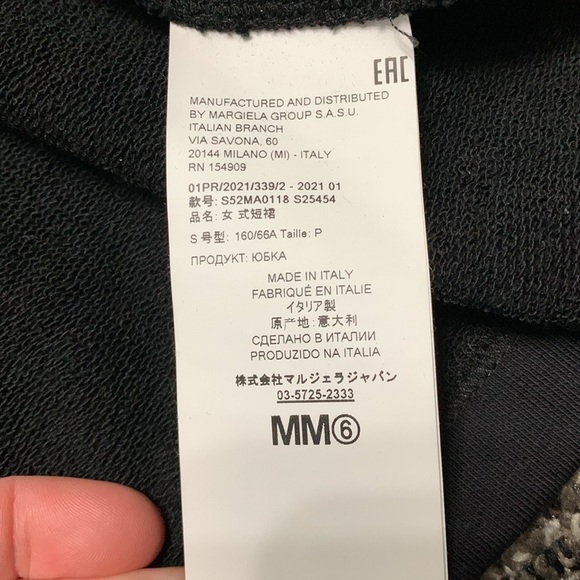 EAC
MANUFACTURED AND DISTRIBUTED
BY MARGIELA GROUP S.A.S.U.
ITALIAN BRANCH
VIA SAVONA, 60
20144 MILANO (MI) - ITALY
RN 154909
01PR/2021/339/2 - 2021 01
款号: S52MA0118 S25454
品名: 女 式短裙
S 号型: 160/66A Taille: P
ПРОДУКТ: ЮБКА
MADE IN ITALY
FABRIQUÉ EN ITALIE
イタリア製
原产地: 意大利
СДЕЛАНО В ИТАЛИИ
PRODUZIDO NA ITALIA
株式会社マルジェラジャパン
03-5725-2333
MM⑥